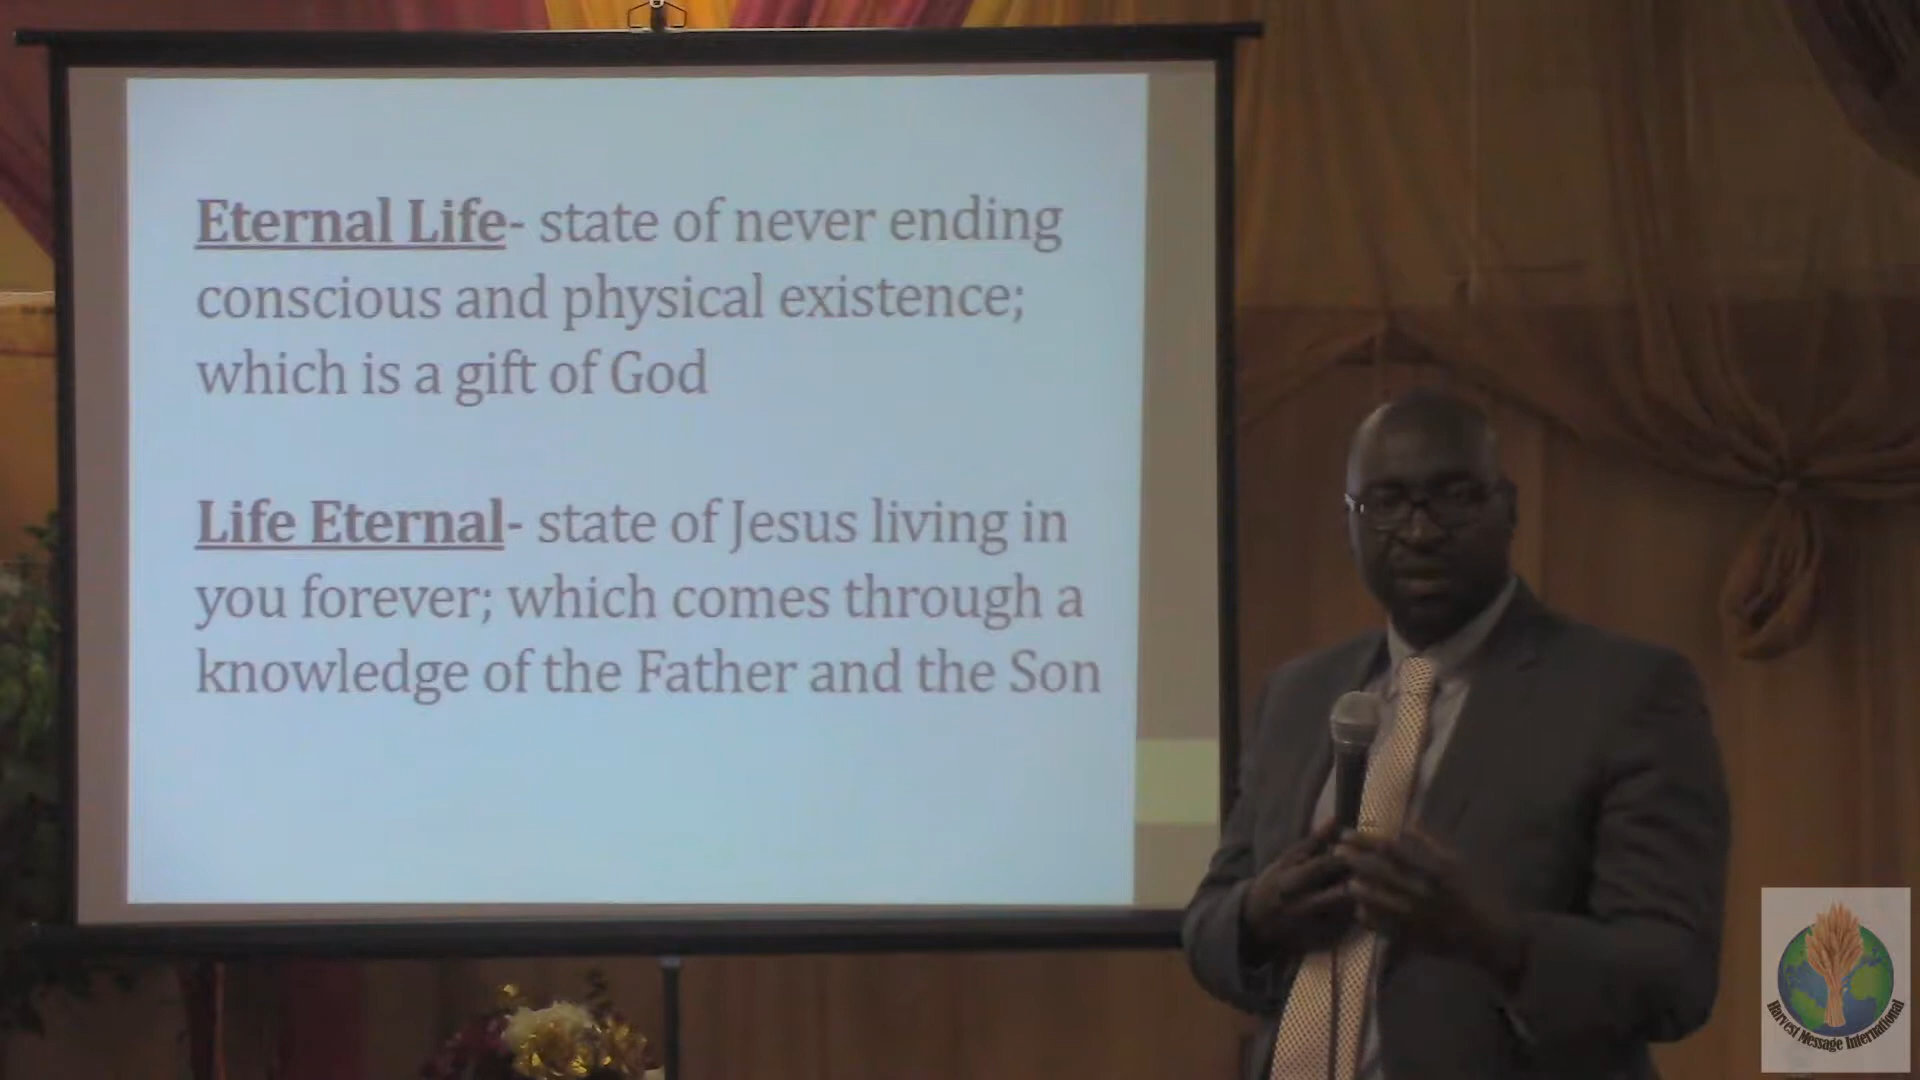 Eternal Life- state of never ending
conscious and physical existence;
which is a gift of God
Life Eternal- state of Jesus living in
you forever; which comes through a
knowledge of the Father and the Son
Harvest Message International